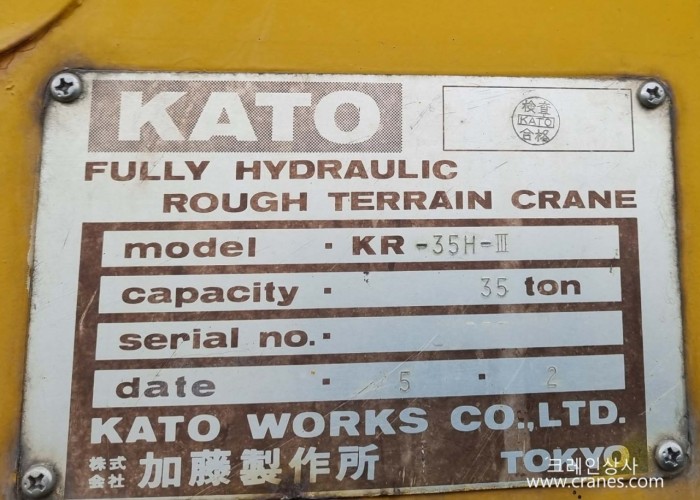 KATO
検査
KATO
合格
FULLY HYDRAULIC
ROUGH TERRAIN CRANE
model · KR -35H-Ⅲ
capacity · 35 ton
serial no. ·
date · 5 · 2
KATO WORKS CO.,LTD.
株式会社 加藤製作所 TOKYO
크레인상사
www.cranes.com